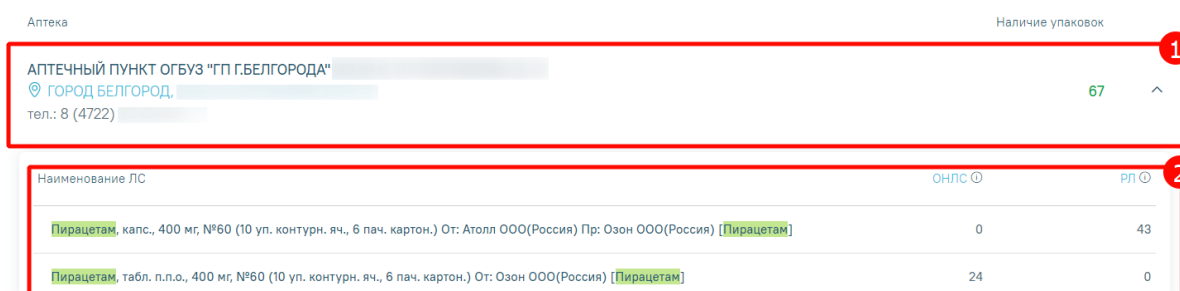 Аптека Наличие упаковок
1
АПТЕЧНЫЙ ПУНКТ ОГБУЗ "ГП Г.БЕЛГОРОДА"
ГОРОД БЕЛГОРОД,
67
тел.: 8 (4722)
2
Наименование ЛС ОНЛС РЛ
Пирацетам, капс., 400 мг, №60 (10 уп. контурн. яч., 6 пач. картон.) От: Атолл ООО(Россия) Пр: Озон ООО(Россия) [Пирацетам] 0 43
Пирацетам, табл. п.п.о., 400 мг, №60 (10 уп. контурн. яч., 6 пач. картон.) От: Озон ООО(Россия) [Пирацетам] 24 0